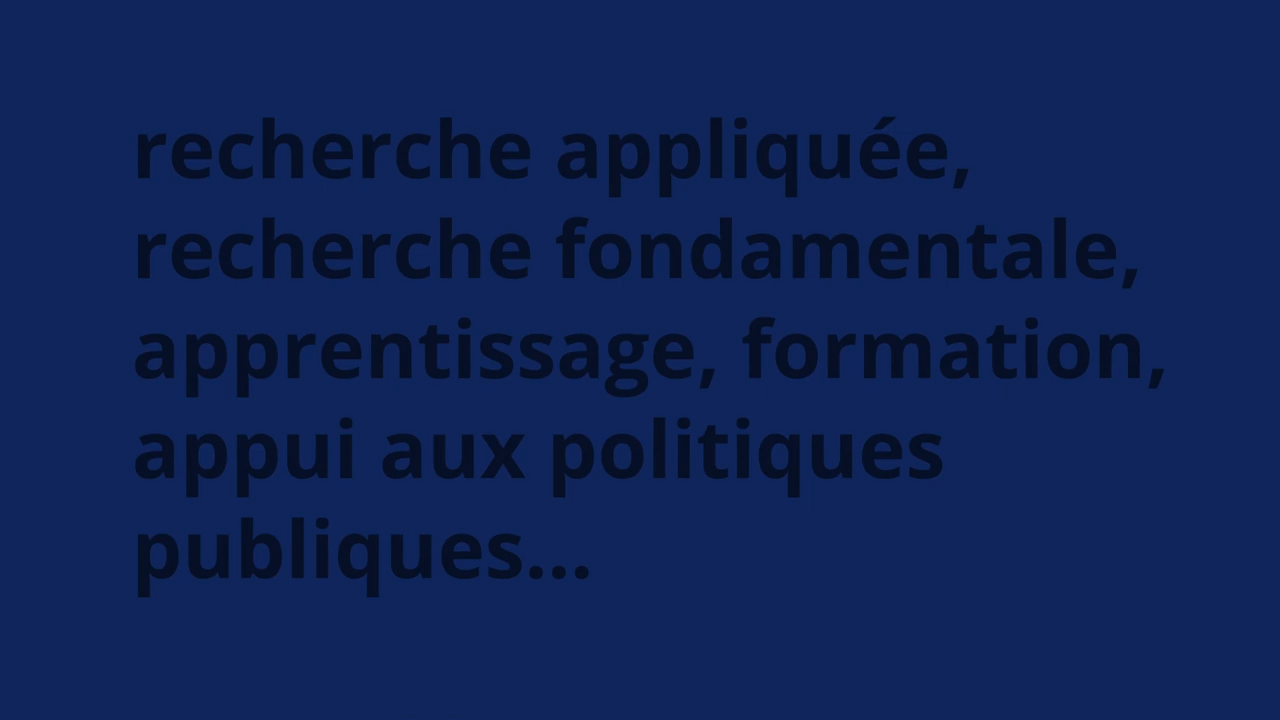 recherche appliquée,
recherche fondamentale,
apprentissage, formation,
appui aux politiques
publiques...